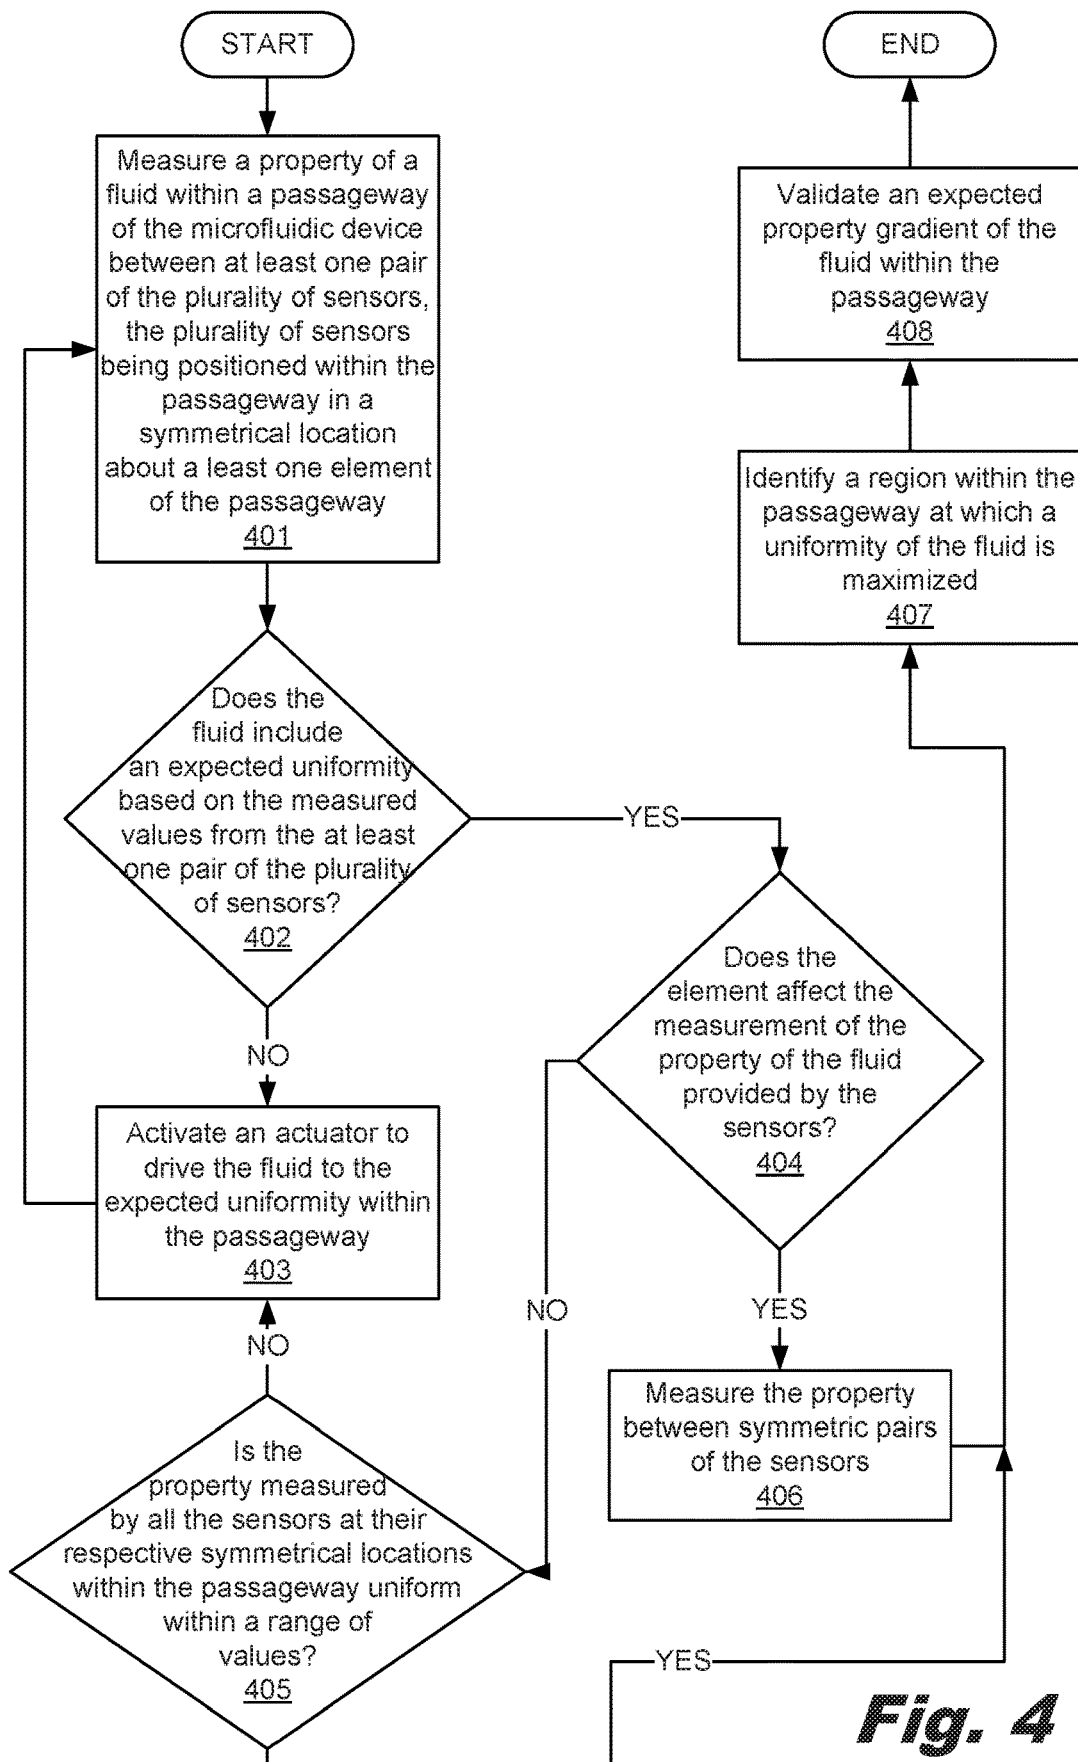 START
Measure a property of a
fluid within a passageway
of the microfluidic device
between at least one pair
of the plurality of sensors,
the plurality of sensors
being positioned within the
passageway in a
symmetrical location
about a least one element
of the passageway
401
Does the
fluid include
an expected uniformity
based on the measured
values from the at least
one pair of the plurality
of sensors?
402
YES
NO
Activate an actuator to
drive the fluid to the
expected uniformity within
the passageway
403
Does the
element affect the
measurement of the
property of the fluid
provided by the
sensors?
404
NO
YES
NO
Is the
property measured
by all the sensors at their
respective symmetrical locations
within the passageway uniform
within a range of
values?
405
YES
Measure the property
between symmetric pairs
of the sensors
406
Identify a region within the
passageway at which a
uniformity of the fluid is
maximized
407
Validate an expected
property gradient of the
fluid within the
passageway
408
END
Fig. 4